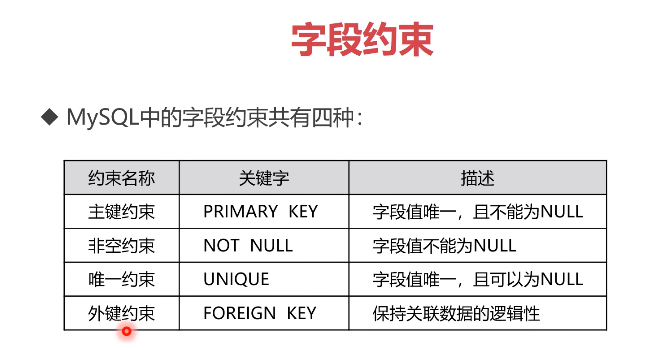 字段约束
◆ MySQL中的字段约束共有四种：
约束名称 关键字 描述
主键约束 PRIMARY KEY 字段值唯一，且不能为NULL
非空约束 NOT NULL 字段值不能为NULL
唯一约束 UNIQUE 字段值唯一，且可以为NULL
外键约束 FOREIGN KEY 保持关联数据的逻辑性